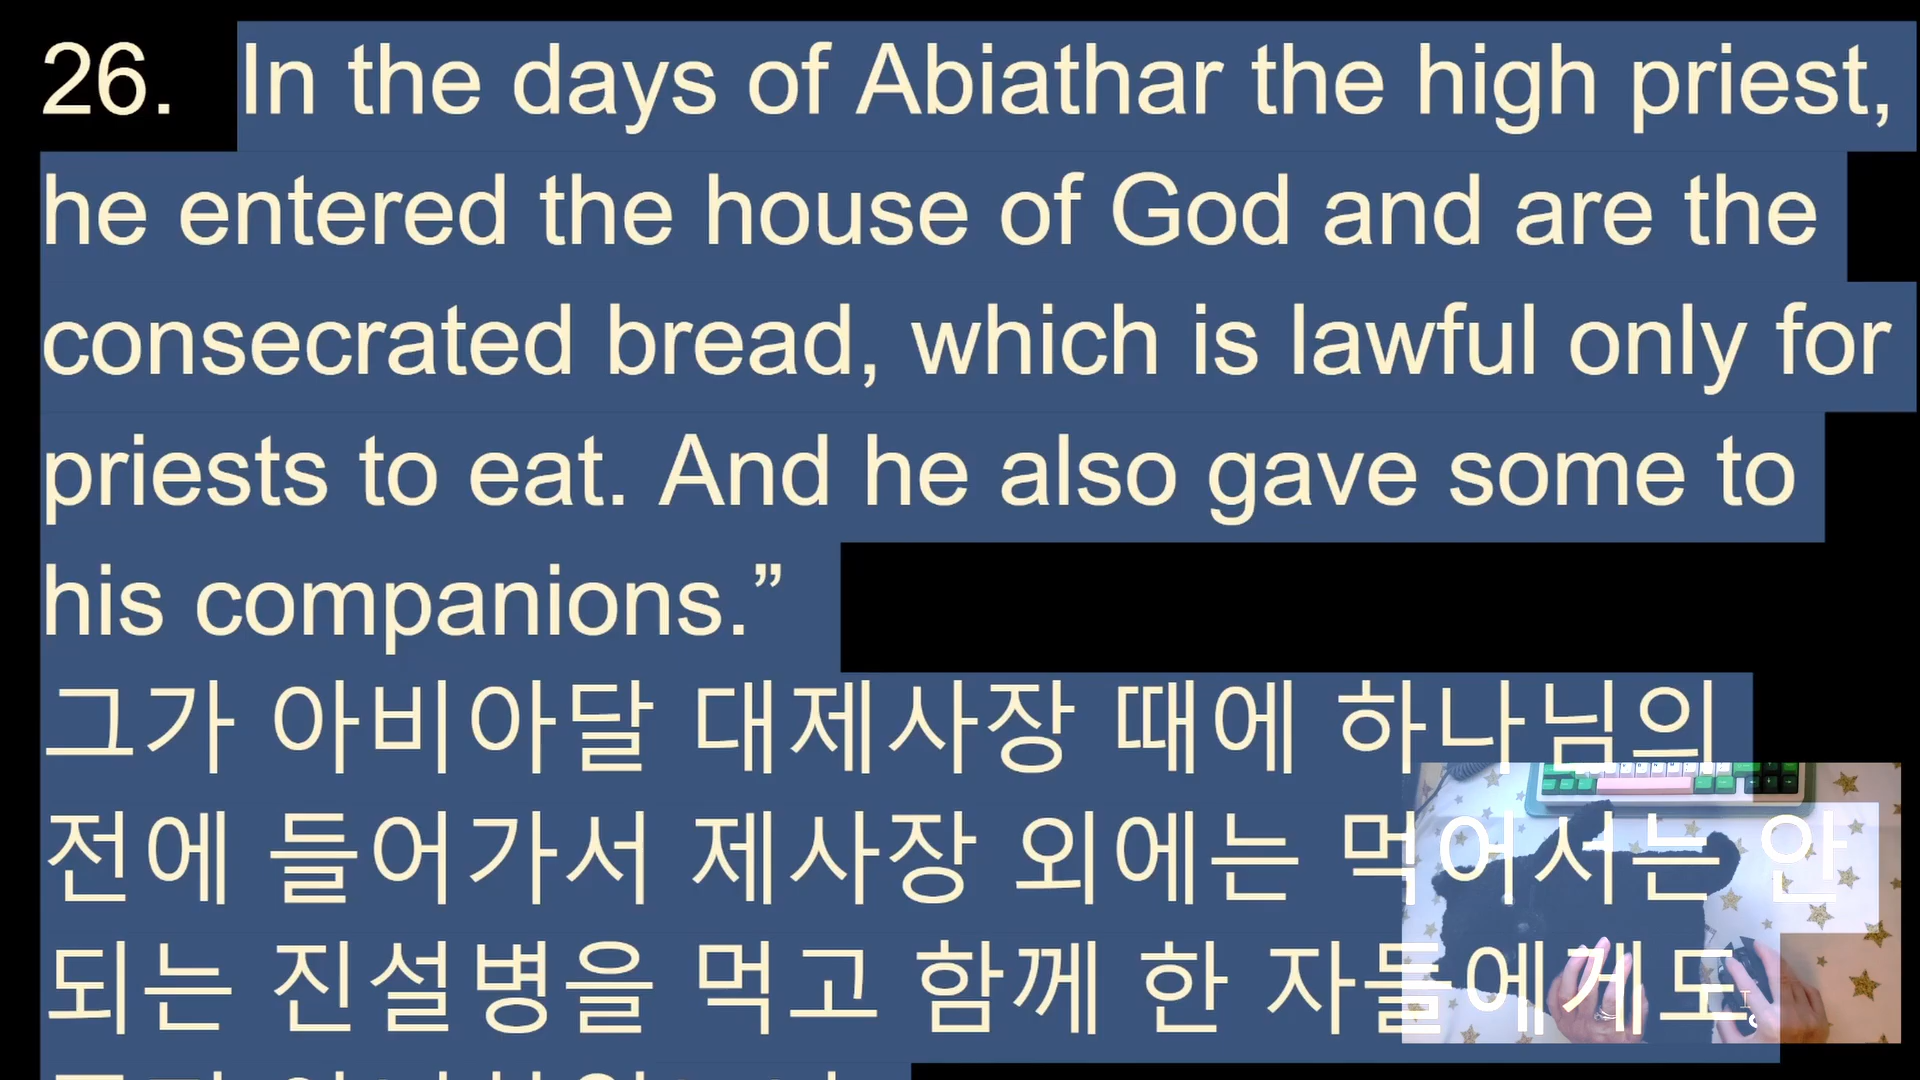 26. In the days of Abiathar the high priest,
he entered the house of God and are the
consecrated bread, which is lawful only for
priests to eat. And he also gave some to
his companions.”
그가 아비아달 대제사장 때에 하나님의
전에 들어가서 제사장 외에는 먹어서는 안
되는 진설병을 먹고 함께 한 자들에게도